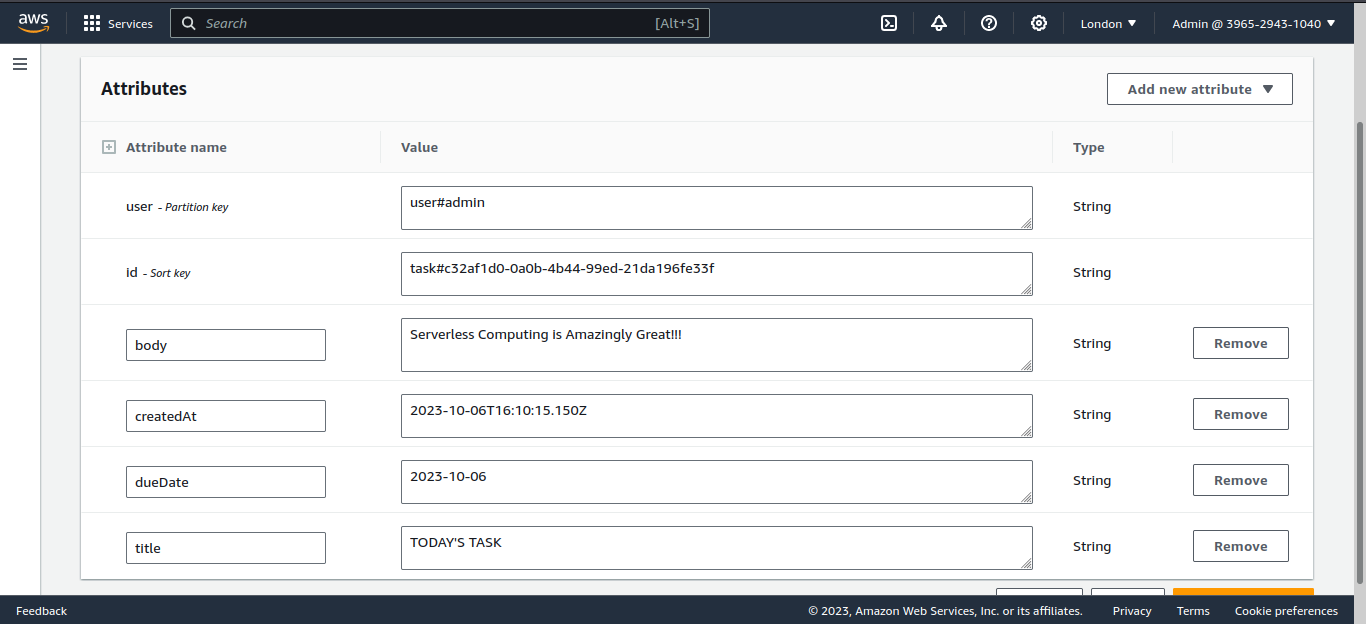 aws Services Search [Alt+S] London Admin @ 3965-2943-1040
Attributes Add new attribute
Attribute name Value Type
user - Partition key user#admin String
id - Sort key task#c32af1d0-0a0b-4b44-99ed-21da196fe33f String
body Serverless Computing is Amazingly Great!!! String Remove
createdAt 2023-10-06T16:10:15.150Z String Remove
dueDate 2023-10-06 String Remove
title TODAY'S TASK String Remove
Feedback © 2023, Amazon Web Services, Inc. or its affiliates. Privacy Terms Cookie preferences